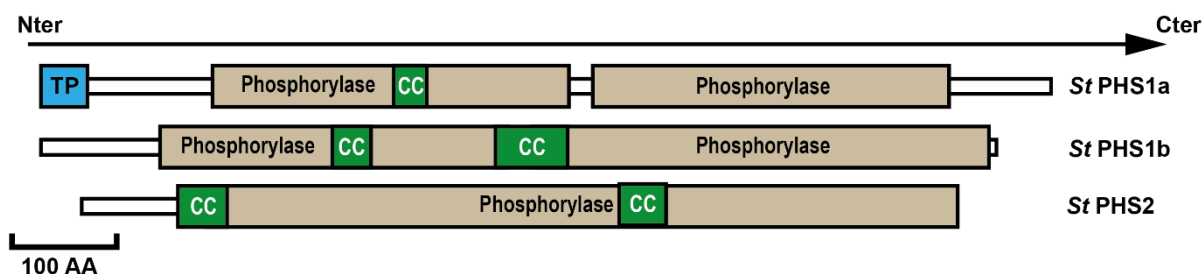 Nter Cter
TP Phosphorylase CC Phosphorylase St PHS1a
Phosphorylase CC CC Phosphorylase St PHS1b
CC Phosphorylase CC St PHS2
100 AA